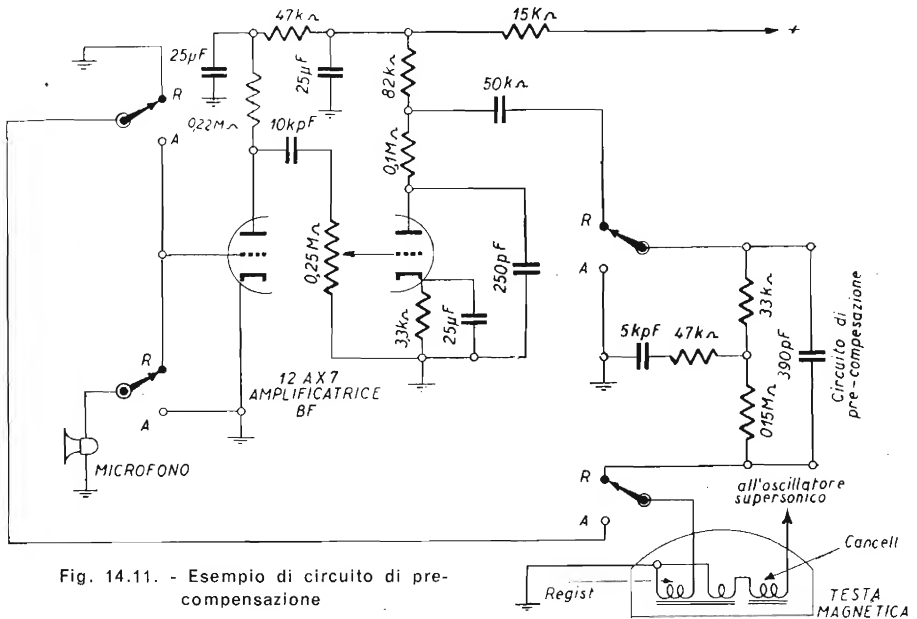 47kΩ
15KΩ
+
25µF
25µF
82kΩ
50kΩ
R
0,22MΩ
10kpF
0,1MΩ
A
R
0,25MΩ
250pF
A
33kΩ
390pF
Circuito di
pre-compesazione
5kpF
47kΩ
3,3kΩ
25µF
R
12 AX7
AMPLIFICATRICE
BF
015MΩ
A
MICROFONO
R
all'oscillatore
supersonico
A
Cancell
Regist
TESTA
MAGNETICA
Fig. 14.11. - Esempio di circuito di pre-
compensazione